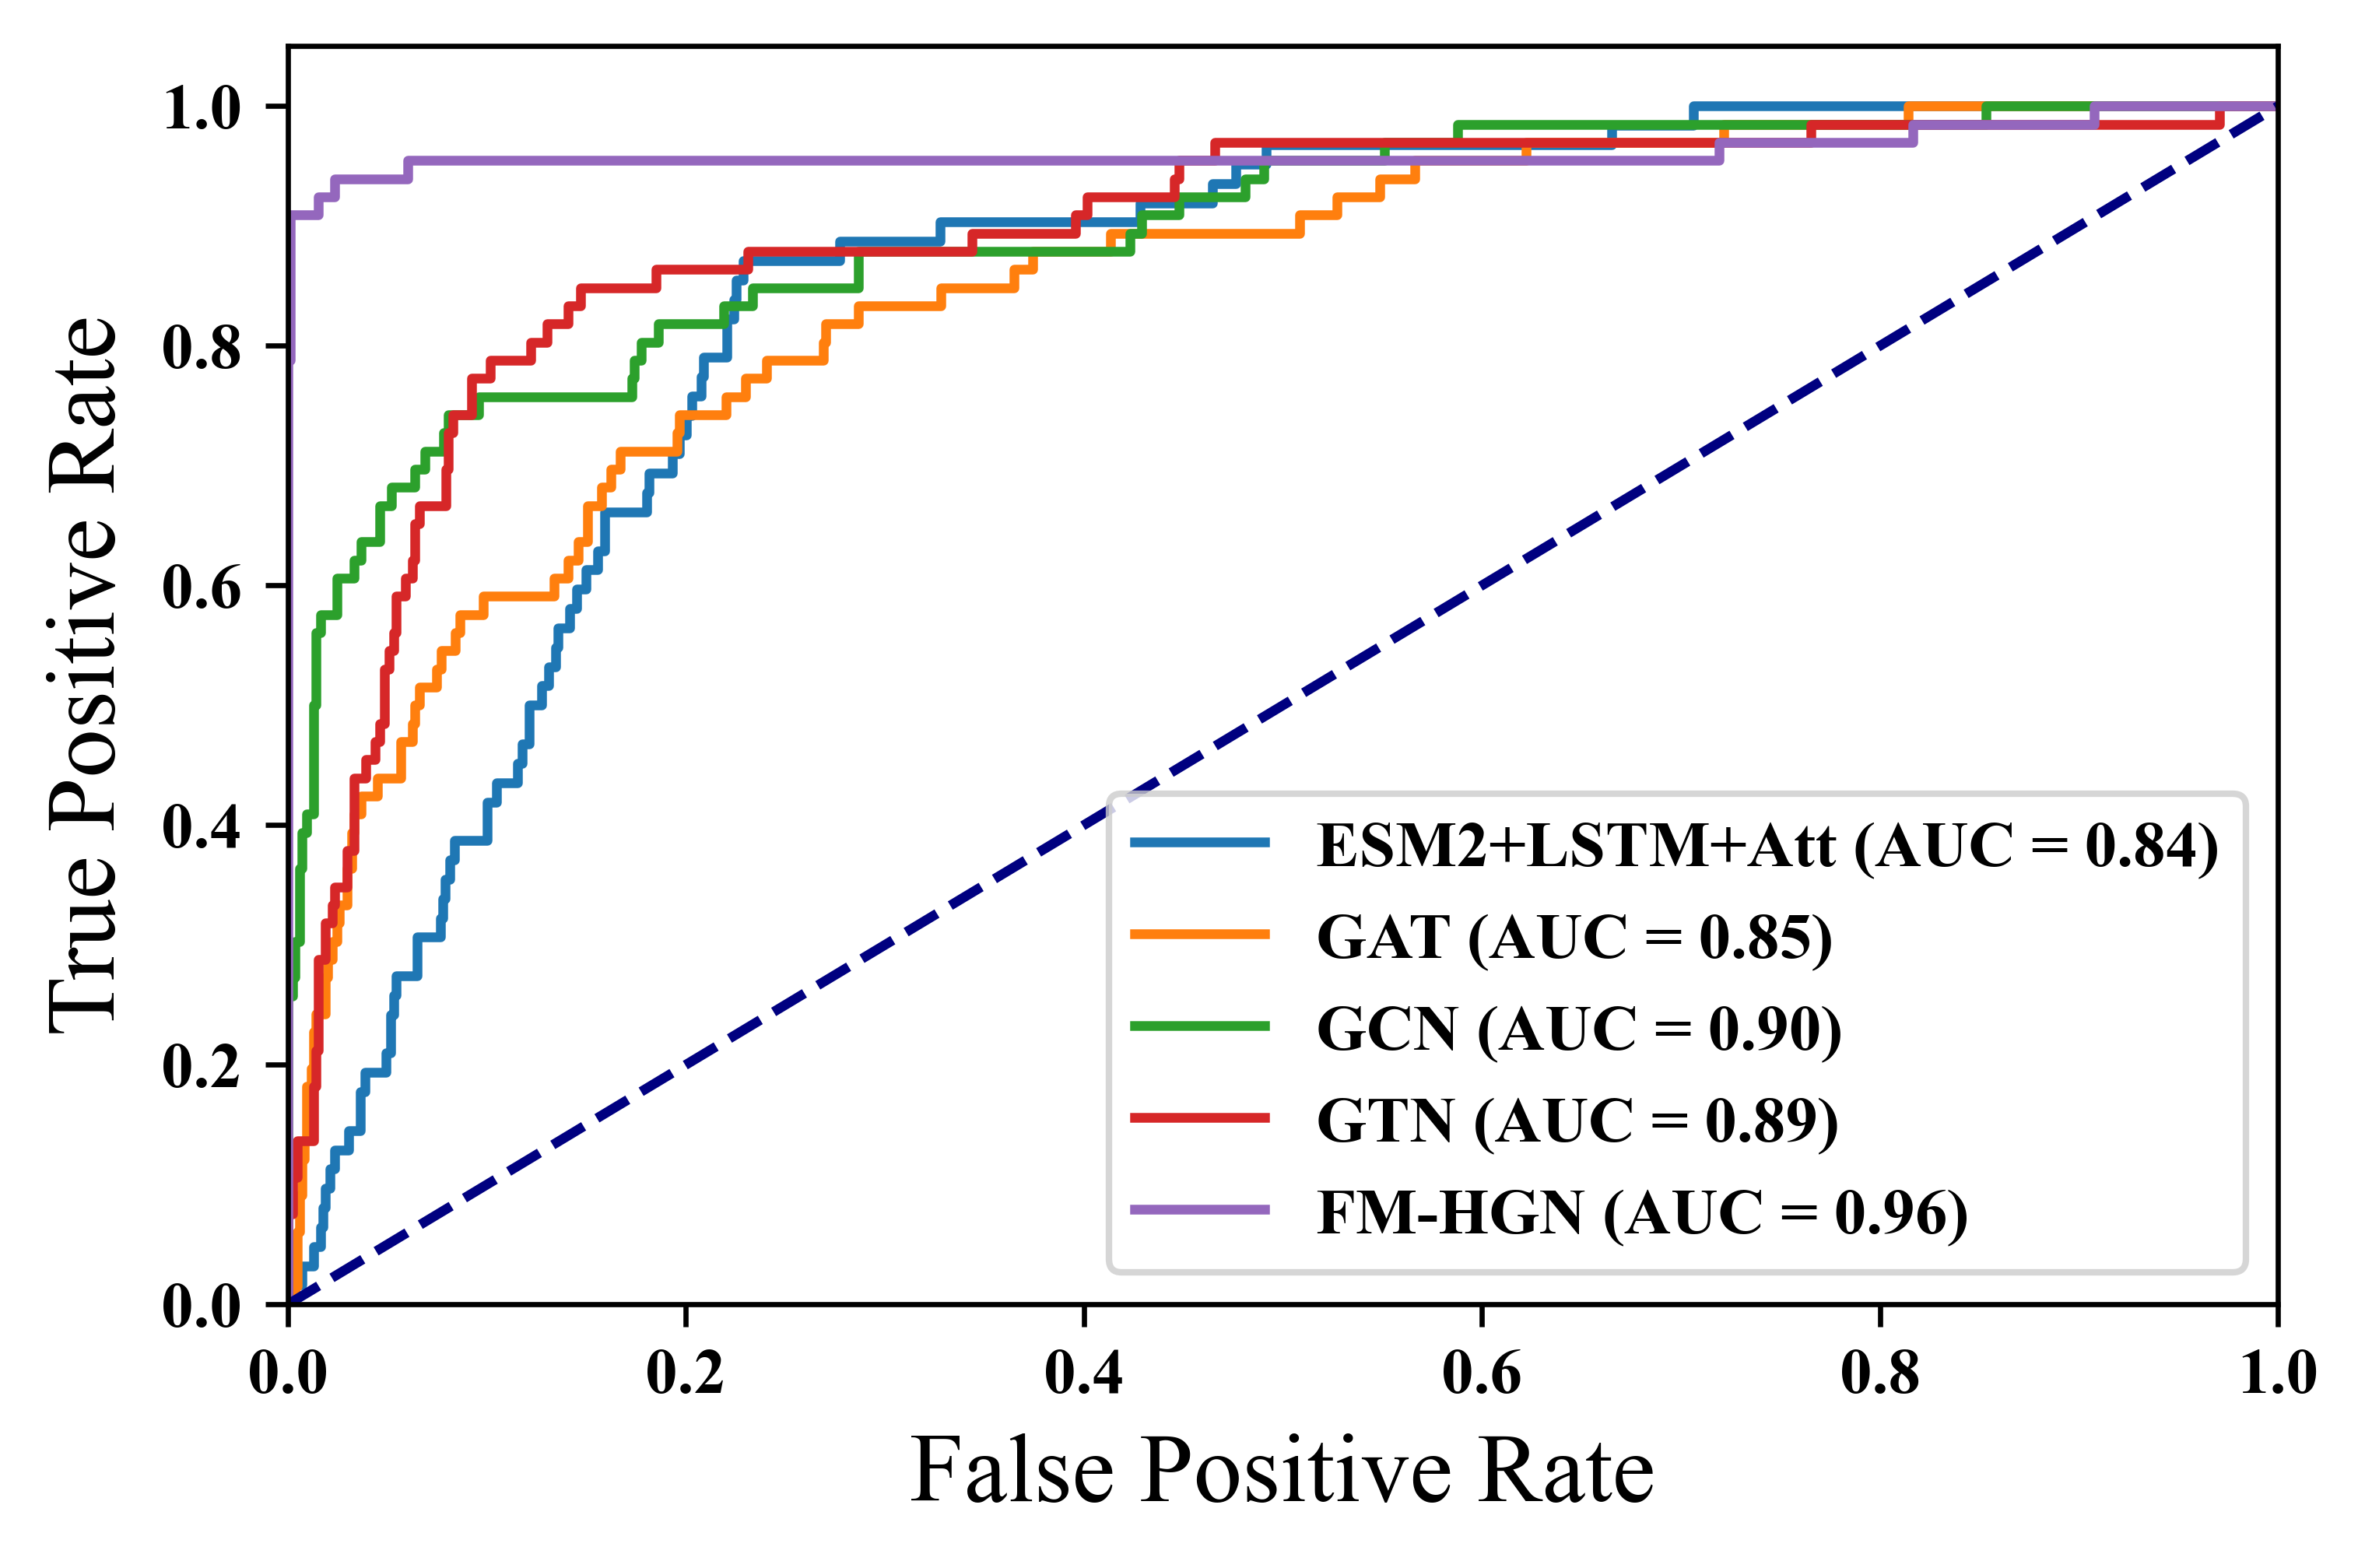 True Positive Rate
1.0
0.8
0.6
0.4
0.2
0.0
ESM2+LSTM+Att (AUC = 0.84)
GAT (AUC = 0.85)
GCN (AUC = 0.90)
GTN (AUC = 0.89)
FM-HGN (AUC = 0.96)
0.0 0.2 0.4 0.6 0.8 1.0
False Positive Rate